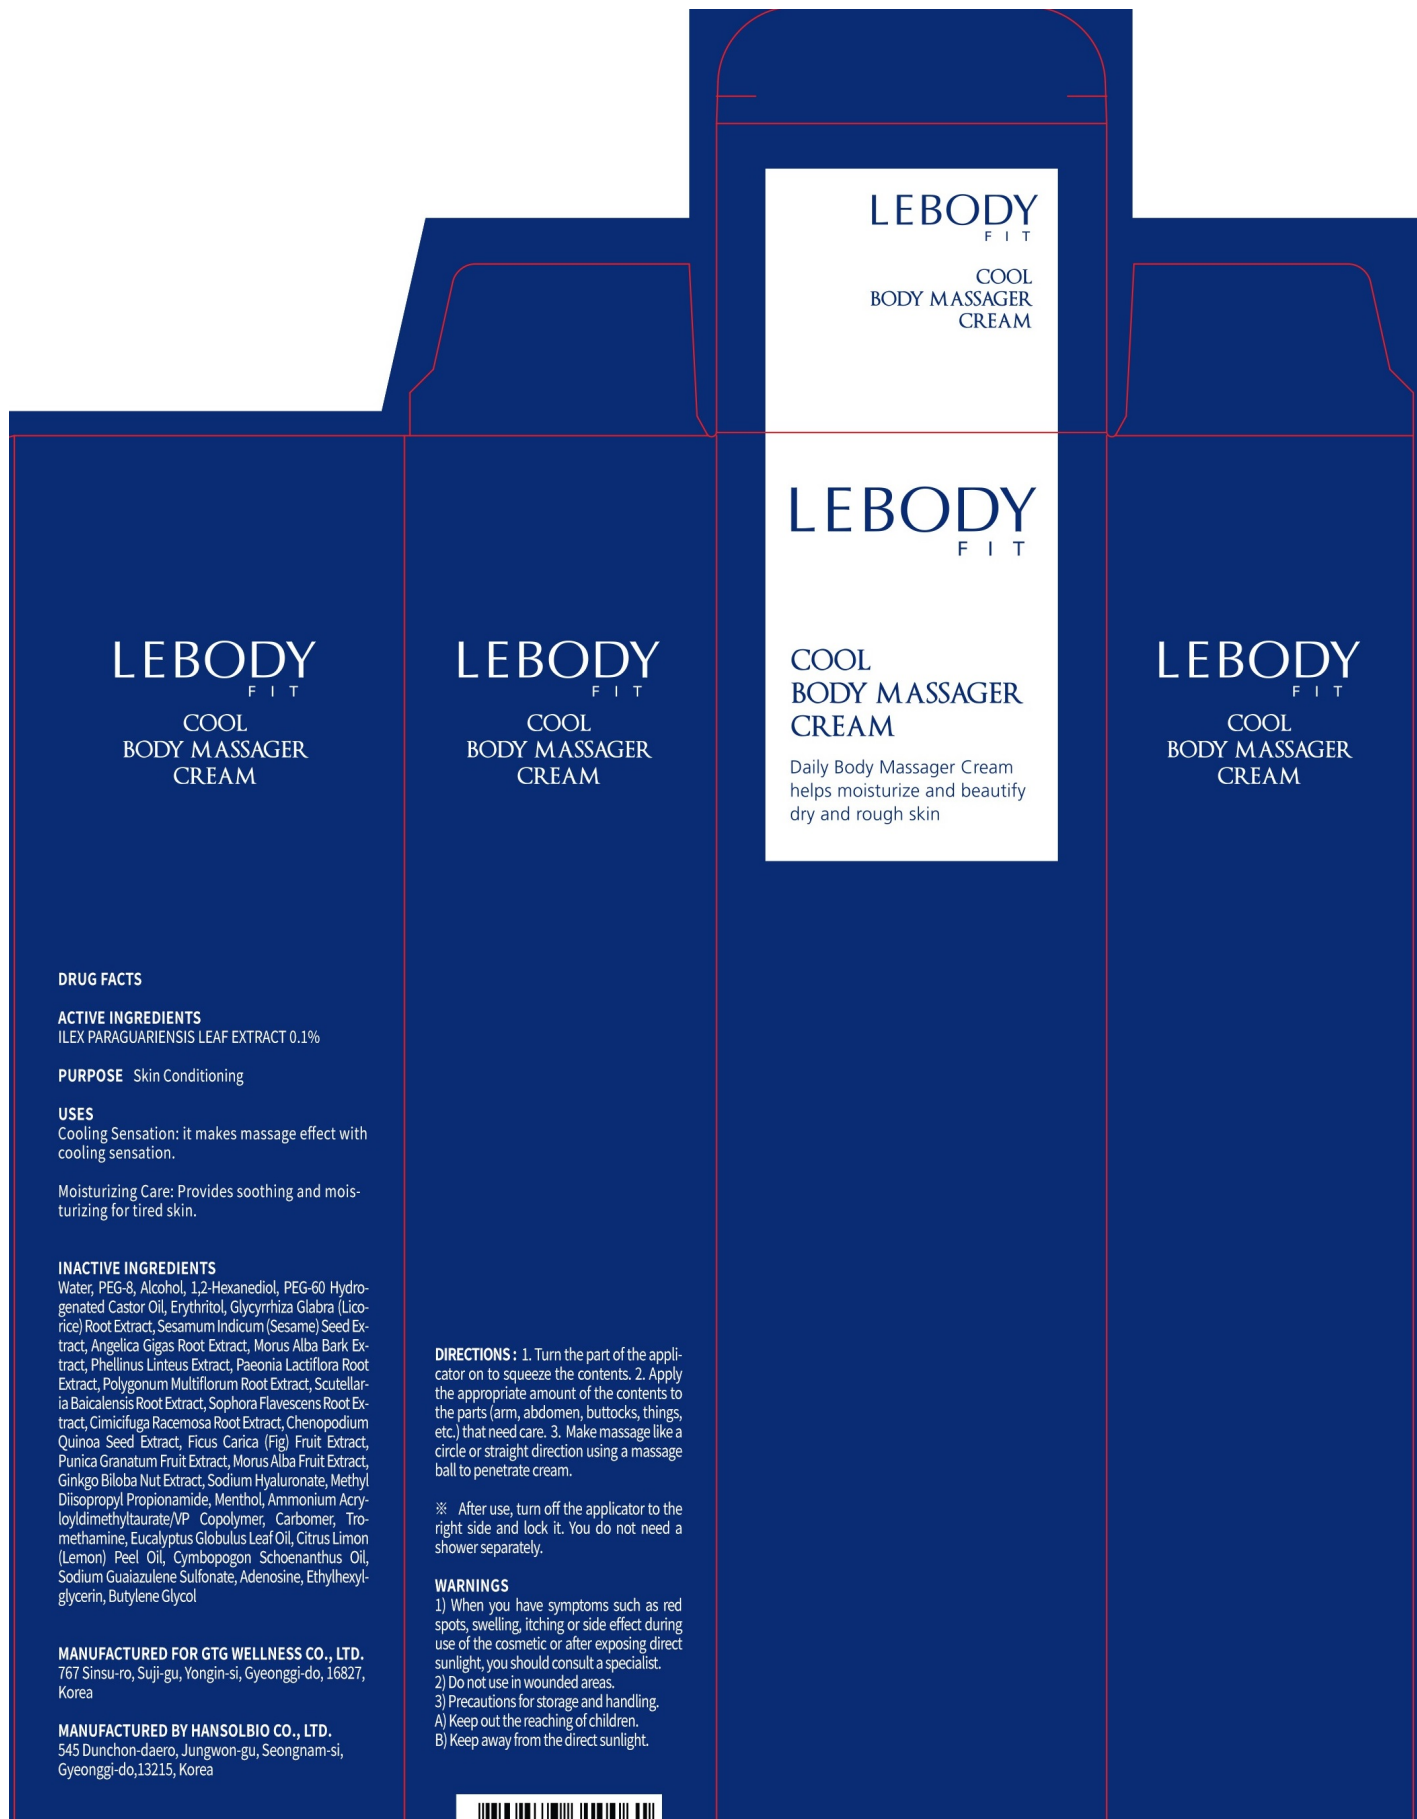 LEBODY
FIT
COOL
BODY MASSAGER
CREAM
LEBODY
FIT
COOL
BODY MASSAGER
CREAM
Daily Body Massager Cream
helps moisturize and beautify
dry and rough skin
LEBODY
FIT
COOL
BODY MASSAGER
CREAM
DRUG FACTS
ACTIVE INGREDIENTS
ILEX PARAGUARIENSIS LEAF EXTRACT 0.1%
PURPOSE Skin Conditioning
USES
Cooling Sensation: it makes massage effect with
cooling sensation.
Moisturizing Care: Provides soothing and mois-
turizing for tired skin.
INACTIVE INGREDIENTS
Water, PEG-8, Alcohol, 1,2-Hexanediol, PEG-60 Hydro-
genated Castor Oil, Erythritol, Glycyrrhiza Glabra (Lico-
rice) Root Extract, Sesamum Indicum (Sesame) Seed Ex-
tract, Angelica Gigas Root Extract, Morus Alba Bark Ex-
tract, Phellinus Linteus Extract, Paeonia Lactiflora Root
Extract, Polygonum Multiflorum Root Extract, Scutellar-
ia Baicalensis Root Extract, Sophora Flavescens Root Ex-
tract, Cimicifuga Racemosa Root Extract, Chenopodium
Quinoa Seed Extract, Ficus Carica (Fig) Fruit Extract,
Punica Granatum Fruit Extract, Morus Alba Fruit Extract,
Ginkgo Biloba Nut Extract, Sodium Hyaluronate, Methyl
Diisopropyl Propionamide, Menthol, Ammonium Acry-
loyldimethyltaurate/VP Copolymer, Carbomer, Tro-
methamine, Eucalyptus Globulus Leaf Oil, Citrus Limon
(Lemon) Peel Oil, Cymbopogon Schoenanthus Oil,
Sodium Guaiazulene Sulfonate, Adenosine, Ethylhexyl-
glycerin, Butylene Glycol
MANUFACTURED FOR GTG WELLNESS CO., LTD.
767 Sinsu-ro, Suji-gu, Yongin-si, Gyeonggi-do, 16827,
Korea
MANUFACTURED BY HANSOLBIO CO., LTD.
545 Dunchon-daero, Jungwon-gu, Seongnam-si,
Gyeonggi-do,13215, Korea
LEBODY
FIT
COOL
BODY MASSAGER
CREAM
DIRECTIONS : 1. Turn the part of the appli-
cator on to squeeze the contents. 2. Apply
the appropriate amount of the contents to
the parts (arm, abdomen, buttocks, things,
etc.) that need care. 3. Make massage like a
circle or straight direction using a massage
ball to penetrate cream.
※ After use, turn off the applicator to the
right side and lock it. You do not need a
shower separately.
WARNINGS
1) When you have symptoms such as red
spots, swelling, itching or side effect during
use of the cosmetic or after exposing direct
sunlight, you should consult a specialist.
2) Do not use in wounded areas.
3) Precautions for storage and handling.
A) Keep out the reaching of children.
B) Keep away from the direct sunlight.
LEBODY
FIT
COOL
BODY MASSAGER
CREAM